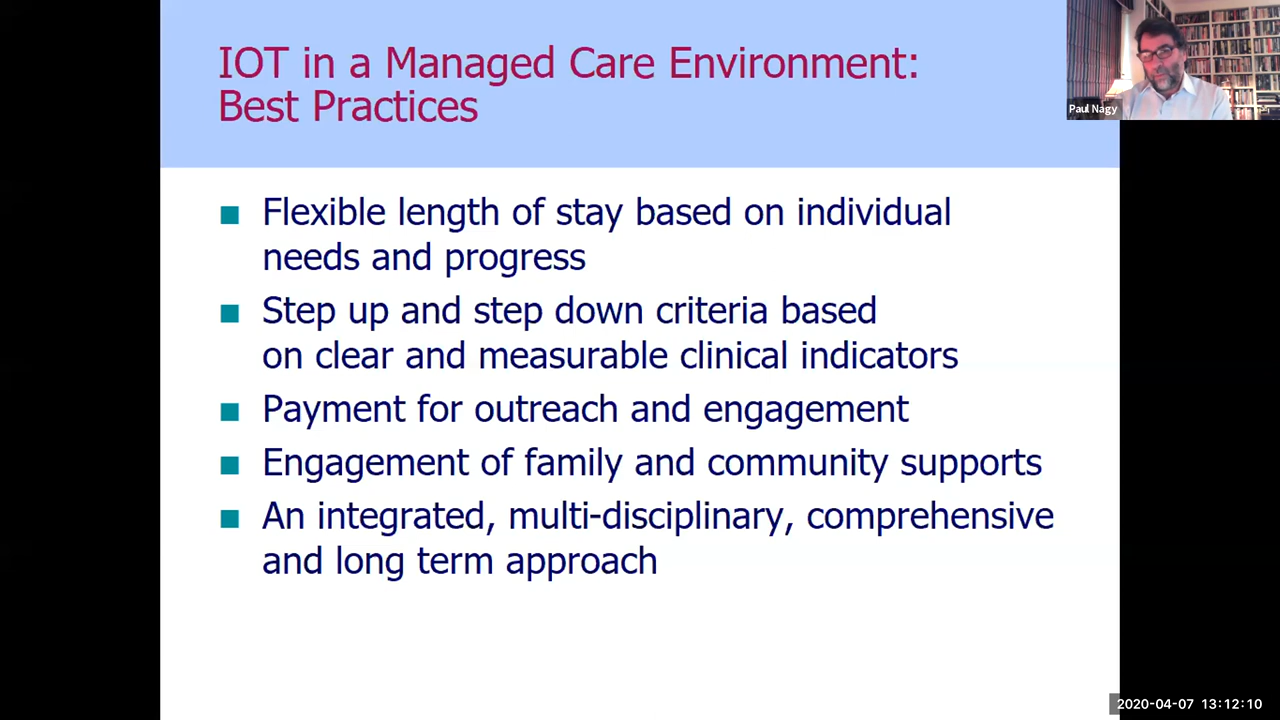 IOT in a Managed Care Environment:
Best Practices
Paul Nagy
Flexible length of stay based on individual
needs and progress
Step up and step down criteria based
on clear and measurable clinical indicators
Payment for outreach and engagement
Engagement of family and community supports
An integrated, multi-disciplinary, comprehensive
and long term approach
2020-04-07 13:12:10